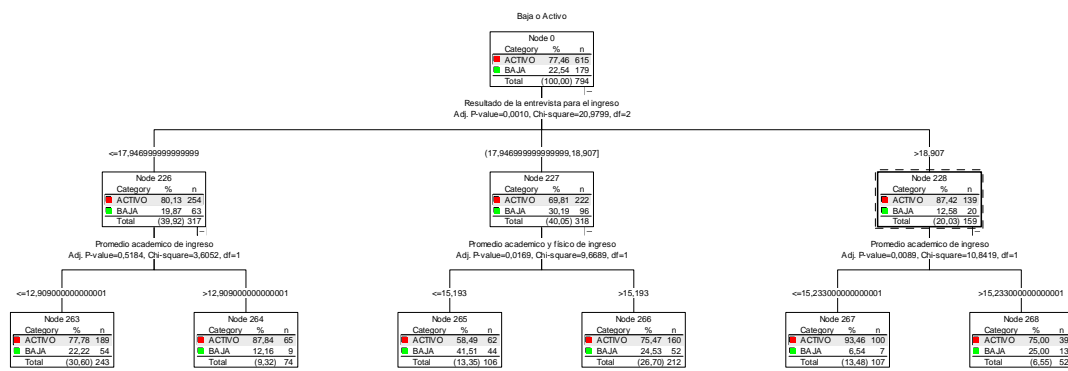 Baja o Activo
Node 0
Category % n
ACTIVO 77,46 615
BAJA 22,54 179
Total (100,00) 794
Resultado de la entrevista para el ingreso
Adj. P-value=0,0010, Chi-square=20,9799, df=2
<=17,946999999999999
(17,946999999999999,18,907]
>18,907
Node 226
Category % n
ACTIVO 80,13 254
BAJA 19,87 63
Total (39,92) 317
Node 227
Category % n
ACTIVO 69,81 222
BAJA 30,19 96
Total (40,05) 318
Node 228
Category % n
ACTIVO 87,42 139
BAJA 12,58 20
Total (20,03) 159
Promedio academico de ingreso
Adj. P-value=0,5184, Chi-square=3,6052, df=1
Promedio academico y físico de ingreso
Adj. P-value=0,0169, Chi-square=9,6689, df=1
Promedio academico de ingreso
Adj. P-value=0,0089, Chi-square=10,8419, df=1
<=12,909000000000001
>12,909000000000001
<=15,193
>15,193
<=15,233000000000001
>15,233000000000001
Node 263
Category % n
ACTIVO 77,78 189
BAJA 22,22 54
Total (30,60) 243
Node 264
Category % n
ACTIVO 87,84 65
BAJA 12,16 9
Total (9,32) 74
Node 265
Category % n
ACTIVO 58,49 62
BAJA 41,51 44
Total (13,35) 106
Node 266
Category % n
ACTIVO 75,47 160
BAJA 24,53 52
Total (26,70) 212
Node 267
Category % n
ACTIVO 93,46 100
BAJA 6,54 7
Total (13,48) 107
Node 268
Category % n
ACTIVO 75,00 39
BAJA 25,00 13
Total (6,55) 52